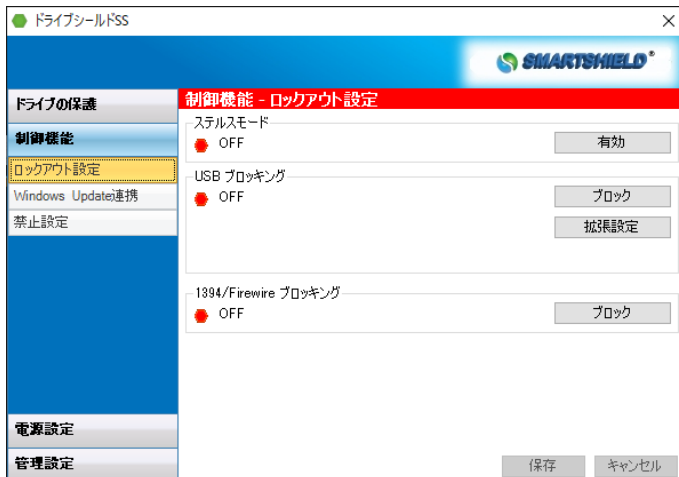 ドライブシールドSS
SMARTSHIELD®
ドライブの保護
制御機能
ロックアウト設定
Windows Update連携
禁止設定
電源設定
管理設定
制御機能 - ロックアウト設定
ステルスモード
OFF
有効
USB ブロッキング
OFF
ブロック
拡張設定
1394/Firewire ブロッキング
OFF
ブロック
保存
キャンセル